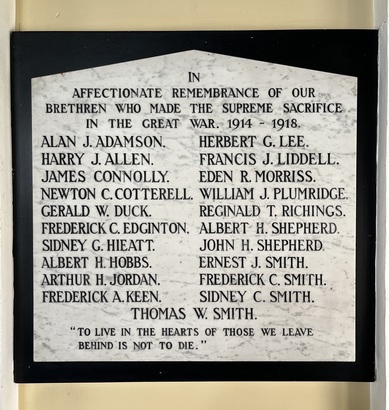 IN
AFFECTIONATE REMEMBRANCE OF OUR
BRETHREN WHO MADE THE SUPREME SACRIFICE
IN THE GREAT WAR. 1914 - 1918.
ALAN J. ADAMSON. HERBERT G. LEE.
HARRY J. ALLEN. FRANCIS J. LIDDELL.
JAMES CONNOLLY. EDEN R. MORRISS.
NEWTON C. COTTERELL. WILLIAM J. PLUMRIDGE.
GERALD W. DUCK. REGINALD T. RICHINGS.
FREDERICK C. EDGINTON. ALBERT H. SHEPHERD.
SIDNEY G. HIEATT. JOHN H. SHEPHERD.
ALBERT H. HOBBS. ERNEST J. SMITH.
ARTHUR H. JORDAN. FREDERICK C. SMITH.
FREDERICK A. KEEN. SIDNEY C. SMITH.
THOMAS W. SMITH.
"TO LIVE IN THE HEARTS OF THOSE WE LEAVE
BEHIND IS NOT TO DIE."